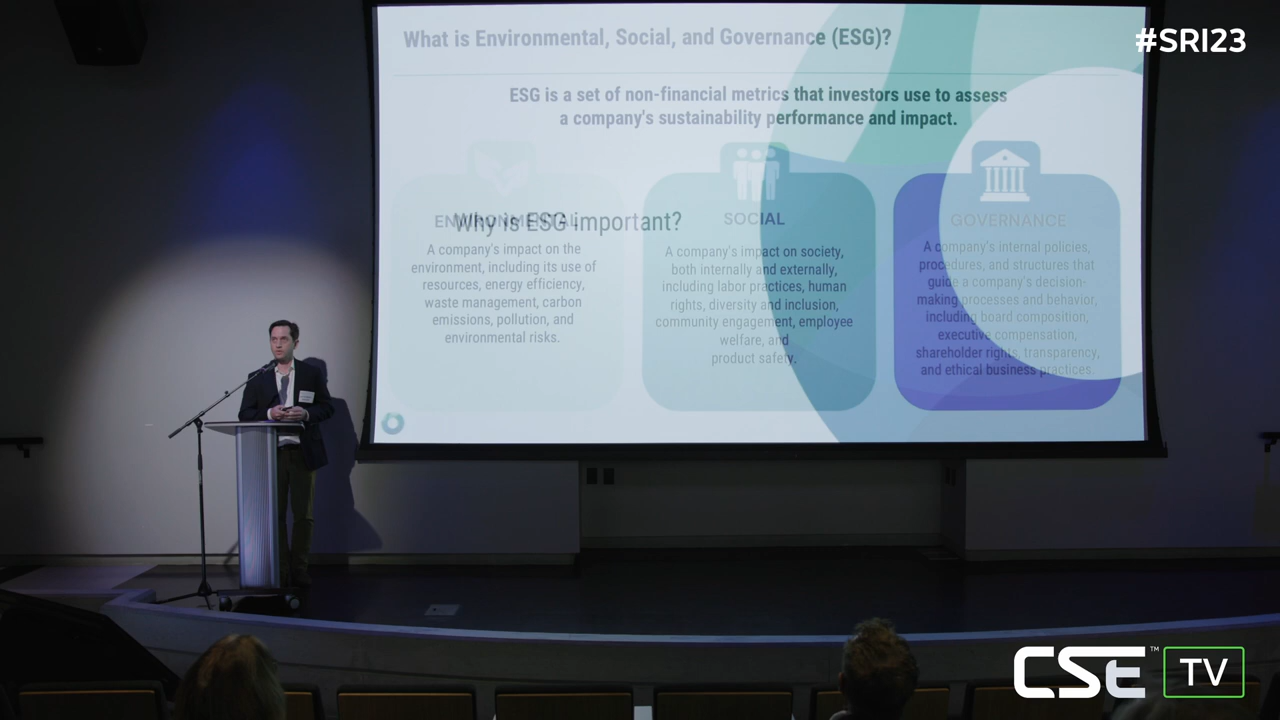 #SRI23
What is Environmental, Social, and Governance (ESG)?
ESG is a set of non-financial metrics that investors use to assess
a company's sustainability performance and impact.
ENVIRONMENTAL
Why is ESG important?
A company's impact on the
environment, including its use of
resources, energy efficiency,
waste management, carbon
emissions, pollution, and
environmental risks.
SOCIAL
A company's impact on society,
both internally and externally,
including labor practices, human
rights, diversity and inclusion,
community engagement, employee
welfare, and
product safety.
GOVERNANCE
A company's internal policies,
procedures, and structures that
guide a company's decision-
making processes and behavior,
including board composition,
executive compensation,
shareholder rights, transparency,
and ethical business practices.
CSE™ TV